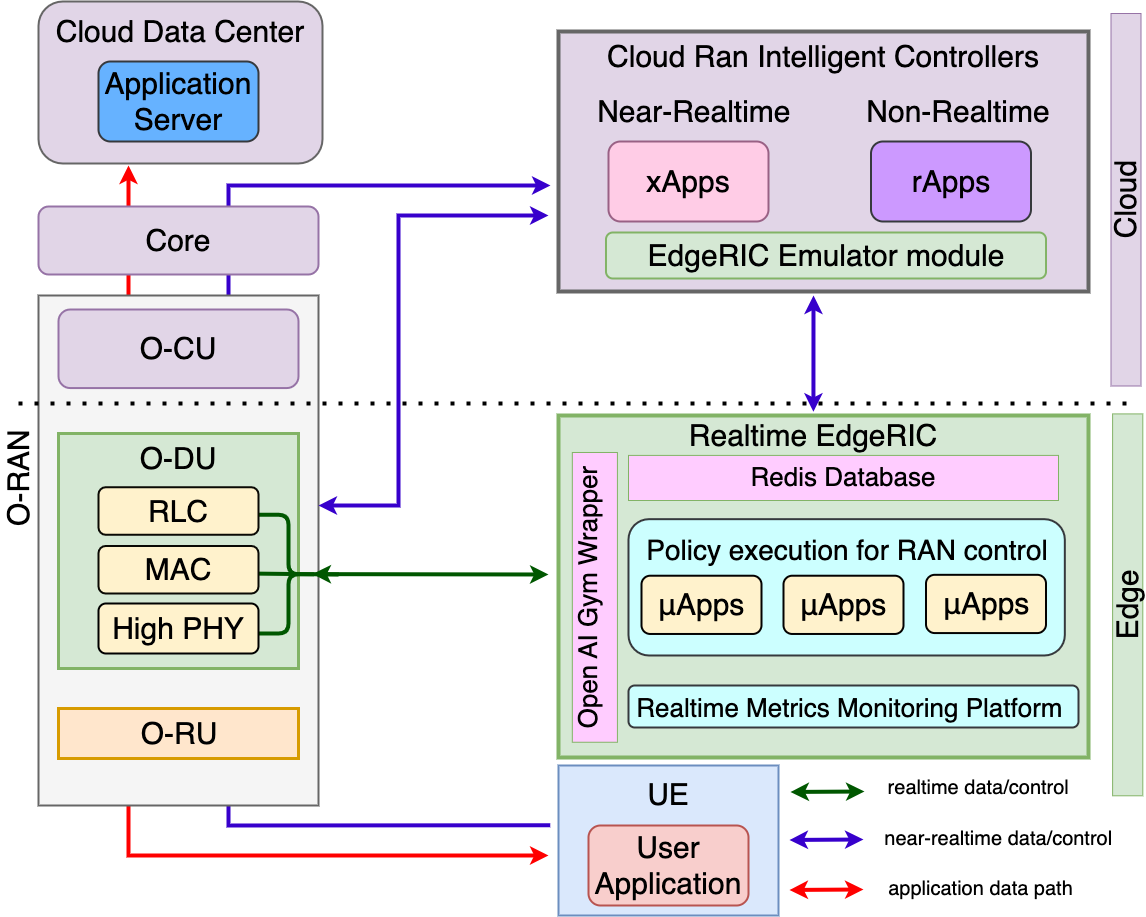 Cloud Data Center
Application
Server
Core
O-RAN
O-CU
O-DU
RLC
MAC
High PHY
O-RU
Cloud Ran Intelligent Controllers
Near-Realtime
Non-Realtime
xApps
rApps
EdgeRIC Emulator module
Cloud
Realtime EdgeRIC
Open AI Gym Wrapper
Redis Database
Policy execution for RAN control
µApps
µApps
µApps
Realtime Metrics Monitoring Platform
Edge
UE
User
Application
realtime data/control
near-realtime data/control
application data path